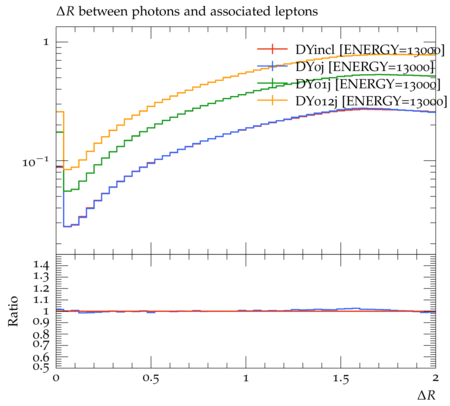 ΔR between photons and associated leptons
1
10⁻¹
DYincl [ENERGY=13000]
DY0j [ENERGY=13000]
DY01j [ENERGY=13000]
DY012j [ENERGY=13000]
Ratio
1.4
1.3
1.2
1.1
1
0.9
0.8
0.7
0.6
0.5
0 0.5 1 1.5 2
ΔR